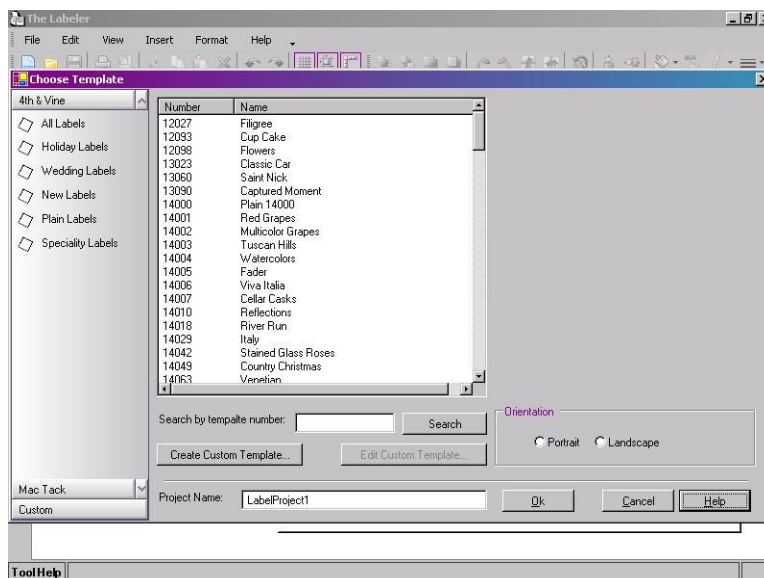 The Labeler
File Edit View Insert Format Help
Choose Template
4th & Vine
All Labels
Holiday Labels
Wedding Labels
New Labels
Plain Labels
Speciality Labels
Mac Tack
Custom
Number Name
12027 Filigree
12093 Cup Cake
12098 Flowers
13023 Classic Car
13060 Saint Nick
13090 Captured Moment
14000 Plain 14000
14001 Red Grapes
14002 Multicolor Grapes
14003 Tuscan Hills
14004 Watercolors
14005 Fader
14006 Viva Italia
14007 Cellar Casks
14010 Reflections
14018 River Run
14029 Italy
14042 Stained Glass Roses
14049 Country Christmas
14063 Venetian
Search by tempalte number: Search
Create Custom Template... Edit Custom Template...
Orientation
Portrait Landscape
Project Name: LabelProject1 Ok Cancel Help
ToolHelp